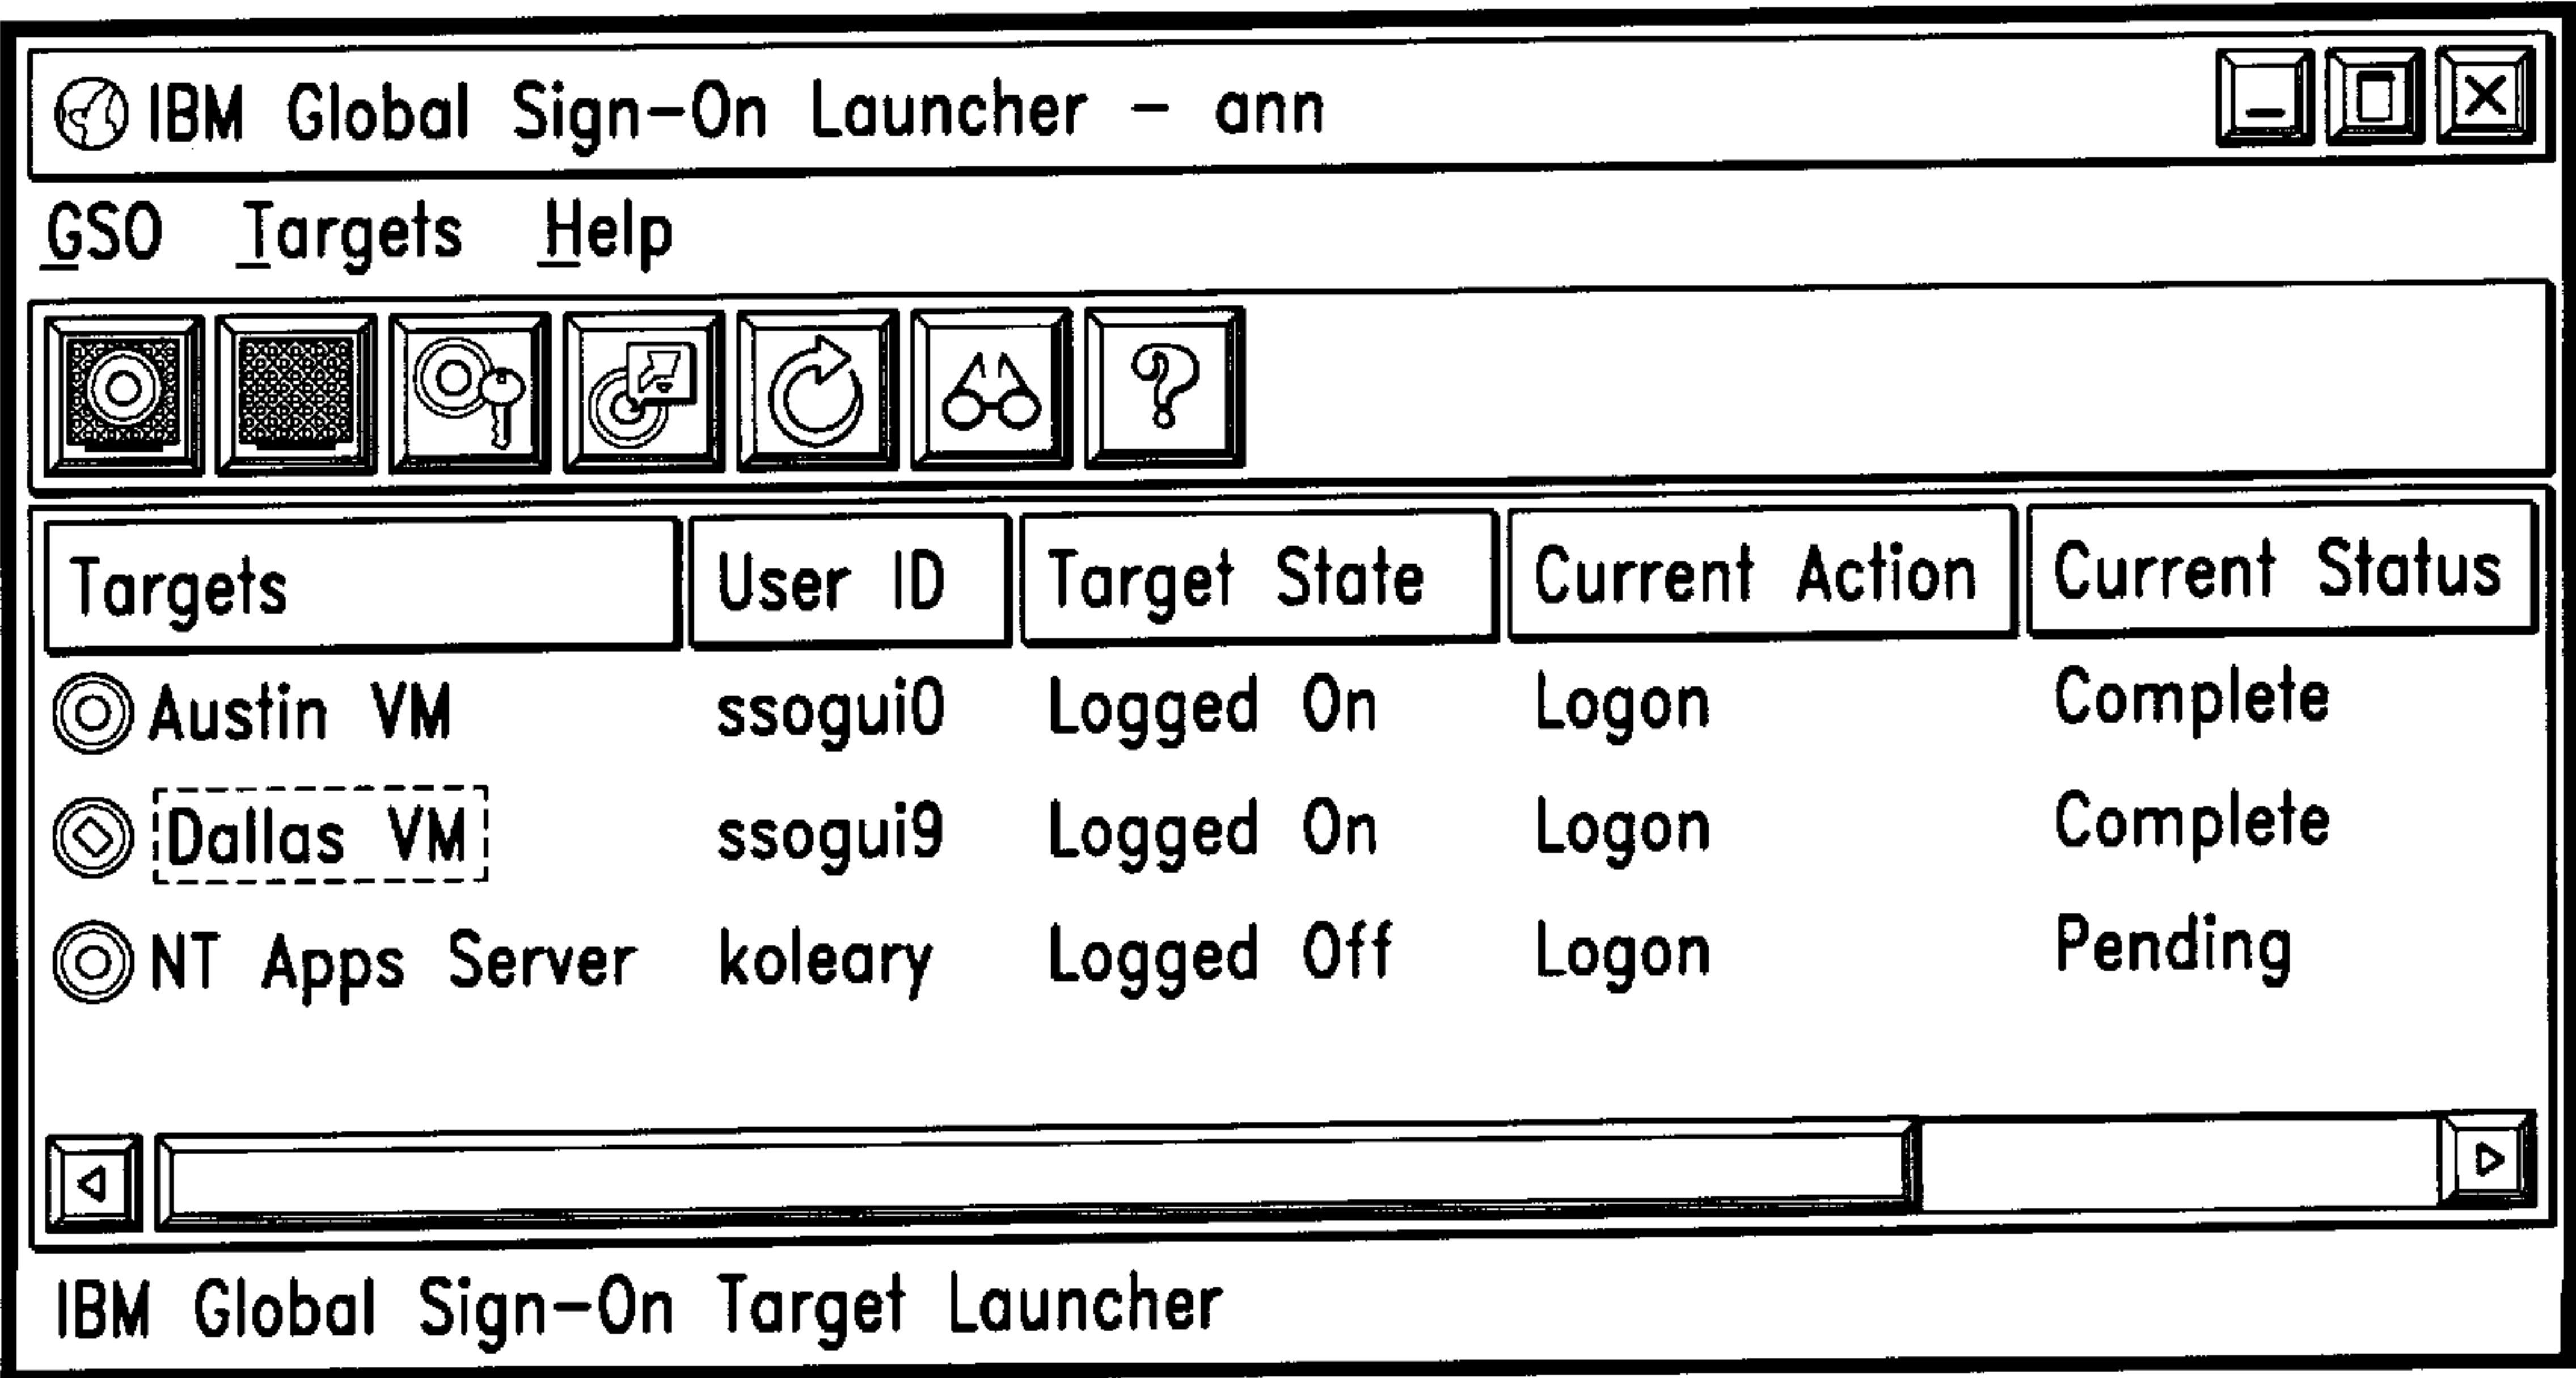 IBM Global Sign-On Launcher - ann
GSO Targets Help
Targets User ID Target State Current Action Current Status
Austin VM ssogui0 Logged On Logon Complete
Dallas VM ssogui9 Logged On Logon Complete
NT Apps Server koleary Logged Off Logon Pending
IBM Global Sign-On Target Launcher